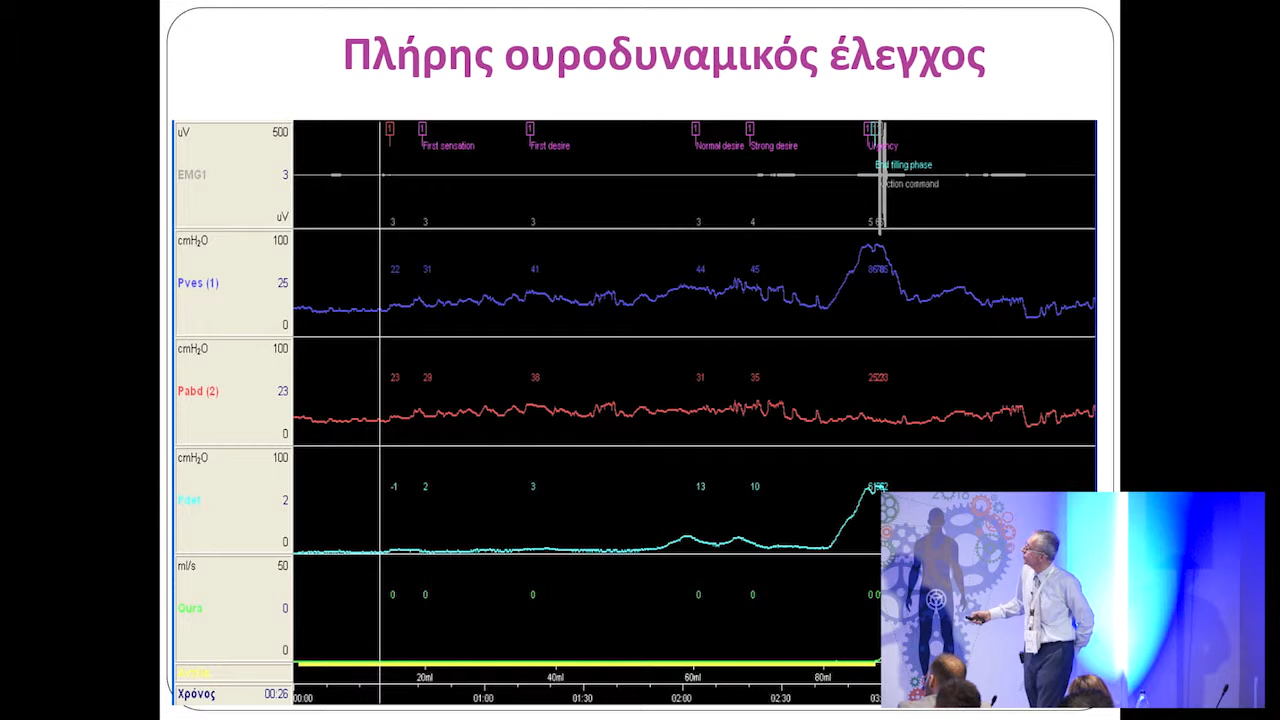 Πλήρης ουροδυναμικός έλεγχος
uV 500
EMG1 3
uV
First sensation First desire Normal desire Strong desire
End filling phase
3 3 3 3 4
cmH₂O 100
Pves (1) 25
0
22 31 41 44 45
cmH₂O 100
Pabd (2) 23
0
23 29 38 31 35
cmH₂O 100
Pdet 2
0
-1 2 3 13 10
ml/s 50
Qura 0
0
0 0 0 0 0
20ml 40ml 60ml 80ml
Χρόνος 00:26
00:00 01:00 01:30 02:00 02:30
2018